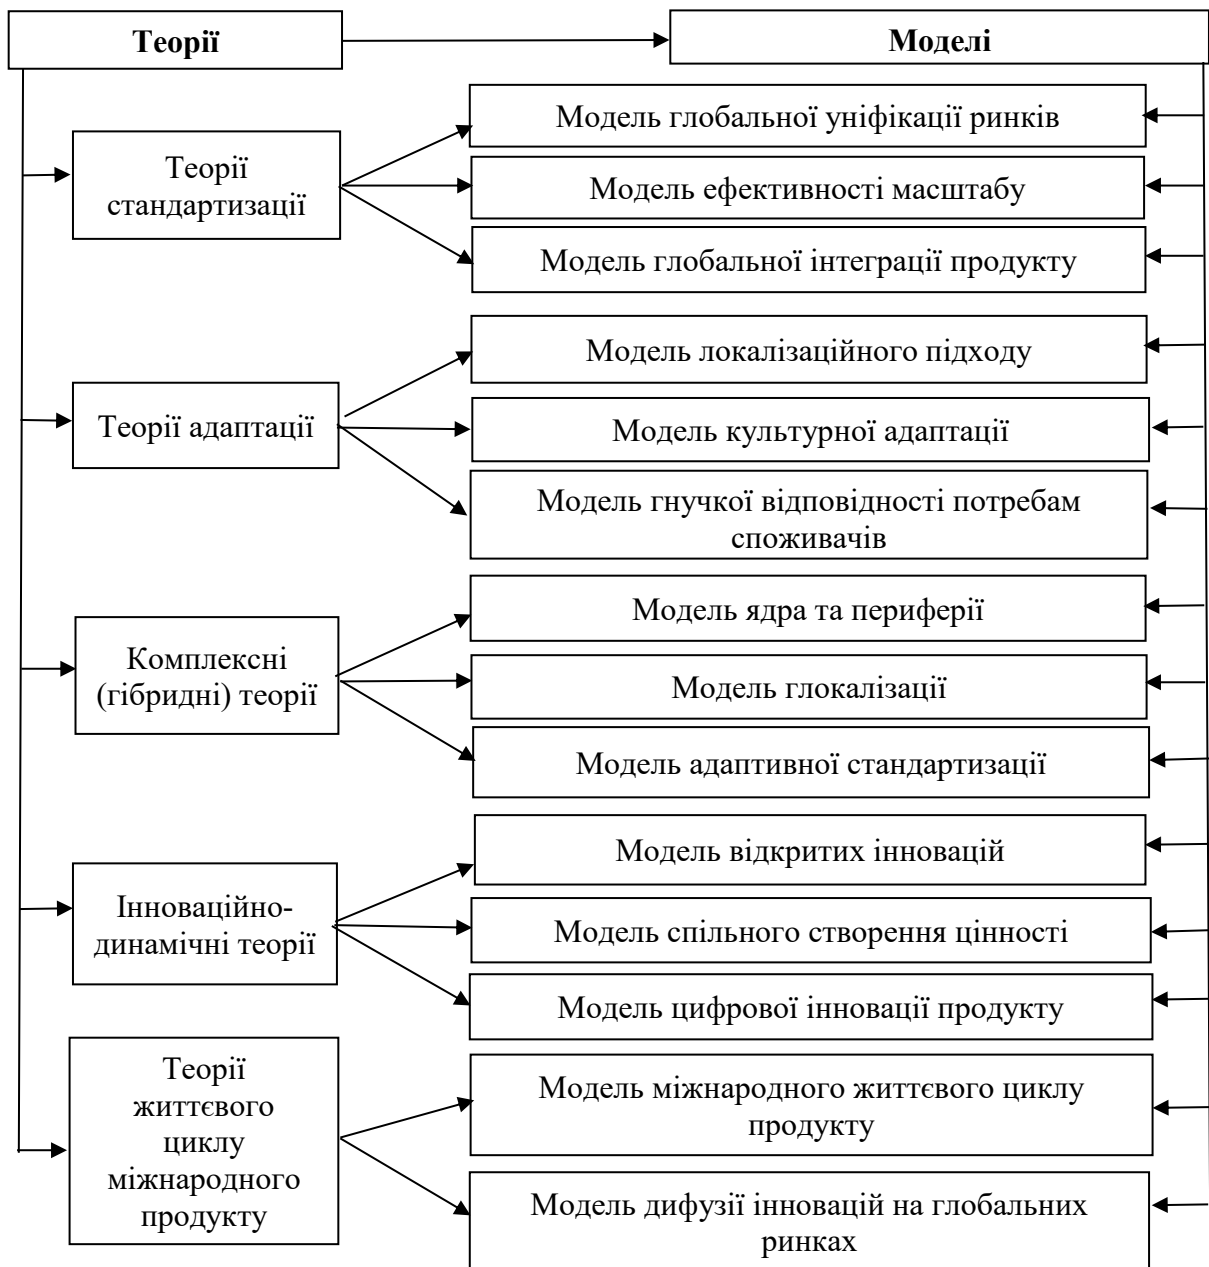 Теорії
Моделі
Теорії
стандартизації
Модель глобальної уніфікації ринків
Модель ефективності масштабу
Модель глобальної інтеграції продукту
Теорії адаптації
Модель локалізаційного підходу
Модель культурної адаптації
Модель гнучкої відповідності потребам
споживачів
Комплексні
(гібридні) теорії
Модель ядра та периферії
Модель глокалізації
Модель адаптивної стандартизації
Інноваційно-
динамічні теорії
Модель відкритих інновацій
Модель спільного створення цінності
Модель цифрової інновації продукту
Теорії
життєвого
циклу
міжнародного
продукту
Модель міжнародного життєвого циклу
продукту
Модель дифузії інновацій на глобальних
ринках